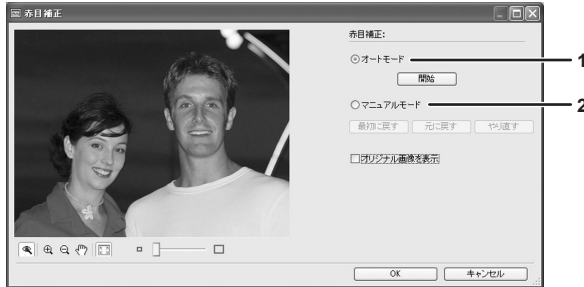 赤目補正
赤目補正:
オートモード
1
開始
マニュアルモード
2
最初に戻す
元に戻す
やり直す
オリジナル画像を表示
OK
キャンセル